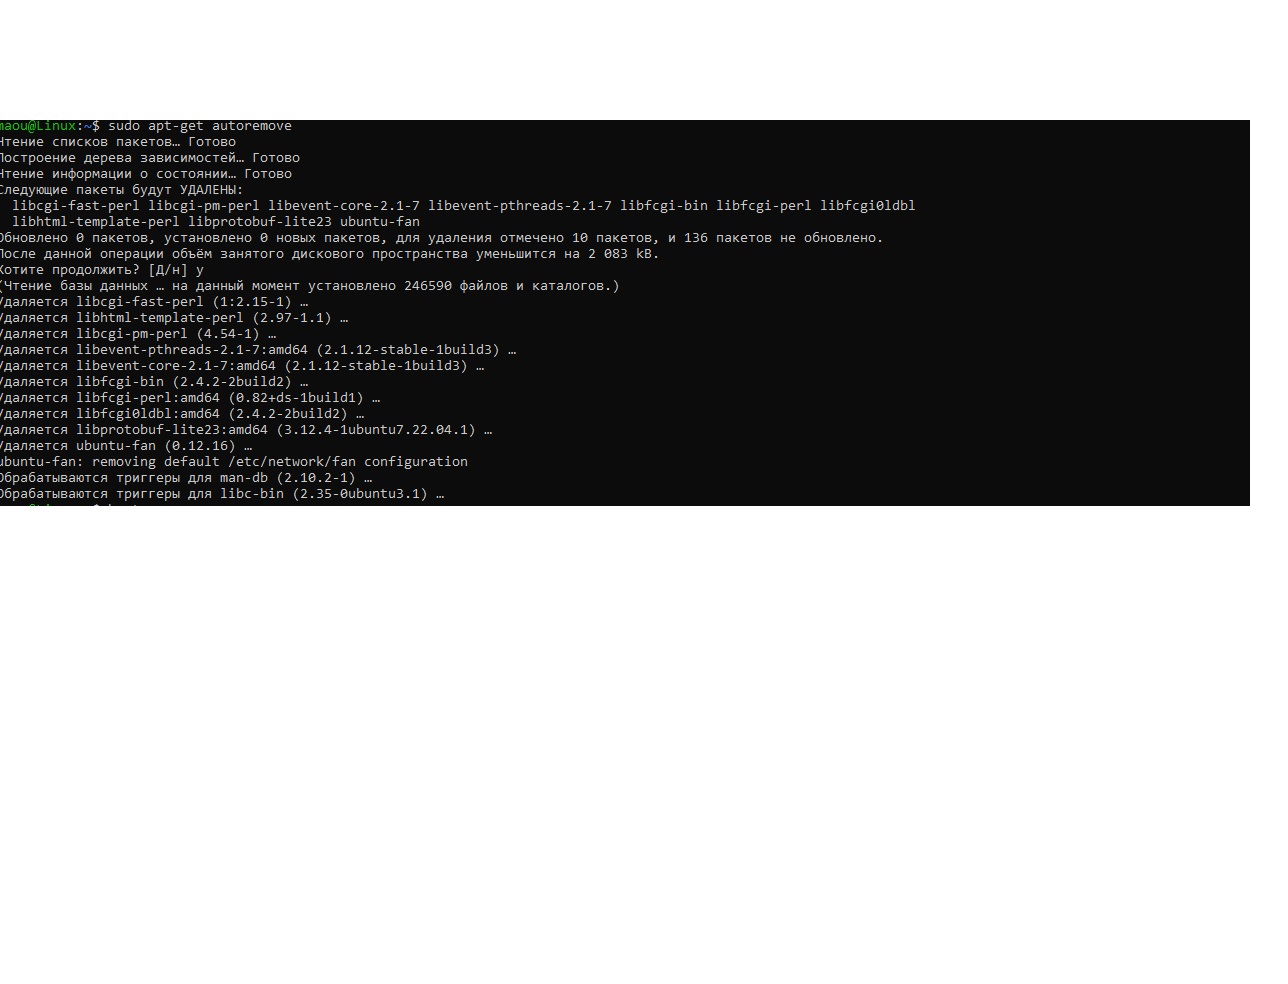 maou@Linux:~$ sudo apt-get autoremove
Чтение списков пакетов… Готово
Построение дерева зависимостей… Готово
Чтение информации о состоянии… Готово
Следующие пакеты будут УДАЛЕНЫ:
libcgi-fast-perl libcgi-pm-perl libevent-core-2.1-7 libevent-pthreads-2.1-7 libfcgi-bin libfcgi-perl libfcgi0ldbl
libhtml-template-perl libprotobuf-lite23 ubuntu-fan
Обновлено 0 пакетов, установлено 0 новых пакетов, для удаления отмечено 10 пакетов, и 136 пакетов не обновлено.
После данной операции объём занятого дискового пространства уменьшится на 2 083 kB.
Хотите продолжить? [Д/н] y
(Чтение базы данных … на данный момент установлено 246590 файлов и каталогов.)
Удаляется libcgi-fast-perl (1:2.15-1) …
Удаляется libhtml-template-perl (2.97-1.1) …
Удаляется libcgi-pm-perl (4.54-1) …
Удаляется libevent-pthreads-2.1-7:amd64 (2.1.12-stable-1build3) …
Удаляется libevent-core-2.1-7:amd64 (2.1.12-stable-1build3) …
Удаляется libfcgi-bin (2.4.2-2build2) …
Удаляется libfcgi-perl:amd64 (0.82+ds-1build1) …
Удаляется libfcgi0ldbl:amd64 (2.4.2-2build2) …
Удаляется libprotobuf-lite23:amd64 (3.12.4-1ubuntu7.22.04.1) …
Удаляется ubuntu-fan (0.12.16) …
ubuntu-fan: removing default /etc/network/fan configuration
Обрабатываются триггеры для man-db (2.10.2-1) …
Обрабатываются триггеры для libc-bin (2.35-0ubuntu3.1) …